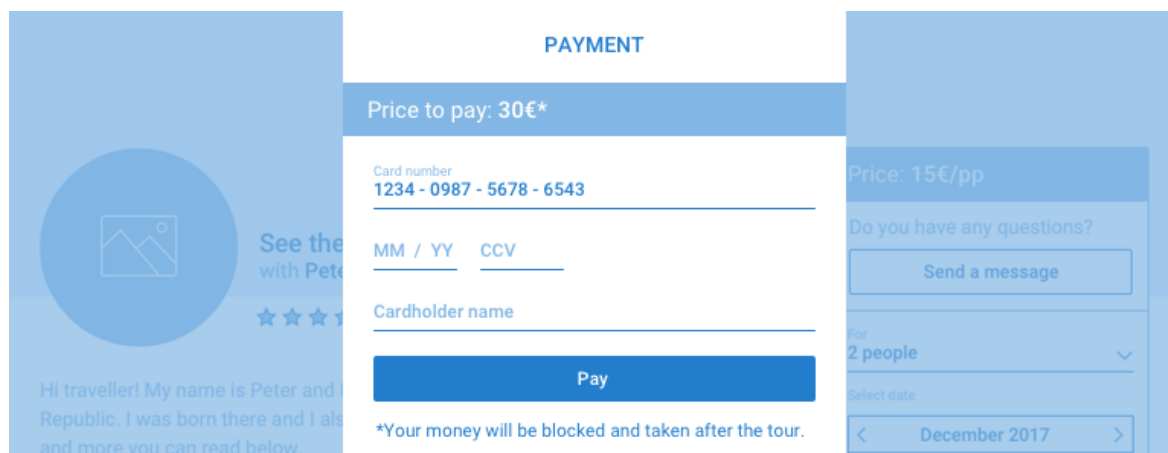 PAYMENT
Price to pay: 30€*
Card number
1234 - 0987 - 5678 - 6543
MM / YY CCV
Cardholder name
Pay
*Your money will be blocked and taken after the tour.
See the
with Pete
Hi traveller! My name is Peter and
Republic. I was born there and I als
and more you can read below.
Price: 15€/pp
Do you have any questions?
Send a message
For
2 people
Select date
< December 2017 >